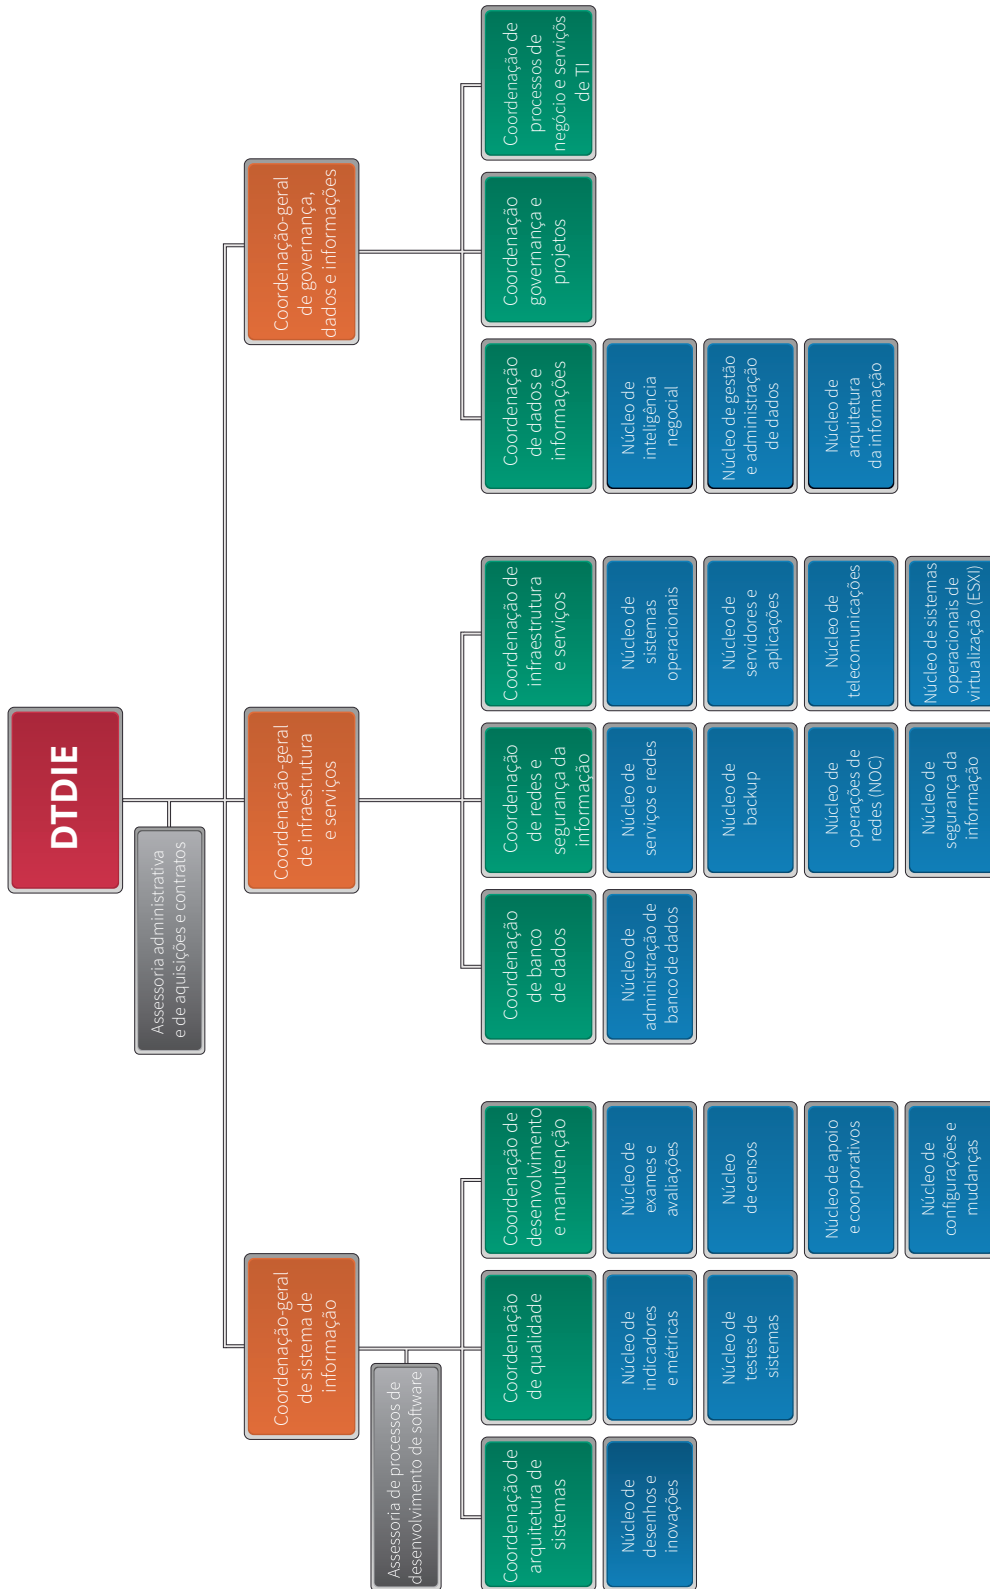 DTDIE
Assessoria administrativa
e de aquisições e contratos
Coordenação-geral
de sistema de
informação
Coordenação-geral
de infraestrutura
e serviços
Coordenação-geral
de governança,
dados e informações
Assessoria de processos de
desenvolvimento de software
Coordenação de
arquitetura de
sistemas
Núcleo de
desenhos e
inovações
Coordenação
de qualidade
Núcleo de
indicadores
e métricas
Núcleo de
testes de
sistemas
Coordenação de
desenvolvimento
e manutenção
Núcleo de
exames e
avaliações
Núcleo
de censos
Núcleo de apoio
e coorporativos
Núcleo de
configurações e
mudanças
Coordenação
de banco
de dados
Núcleo de
administração de
banco de dados
Coordenação
de redes e
segurança da
informação
Núcleo de
serviços e redes
Núcleo de
backup
Núcleo de
operações de
redes (NOC)
Núcleo de
segurança da
informação
Coordenação de
infraestrutura
e serviços
Núcleo de
sistemas
operacionais
Núcleo de
servidores e
aplicações
Núcleo de
telecomunicações
Núcleo de sistemas
operacionais de
virtualização (ESXI)
Coordenação
de dados e
informações
Núcleo de
inteligência
negocial
Núcleo de gestão
e administração
de dados
Núcleo de
arquitetura
da informação
Coordenação
governança e
projetos
Coordenação de
processos de
negócio e serviços
de TI